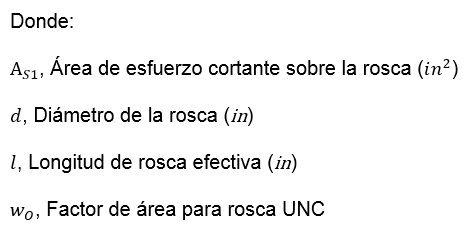 Donde:
A_{S1}, Área de esfuerzo cortante sobre la rosca (in²)
d, Diámetro de la rosca (in)
l, Longitud de rosca efectiva (in)
w_O, Factor de área para rosca UNC